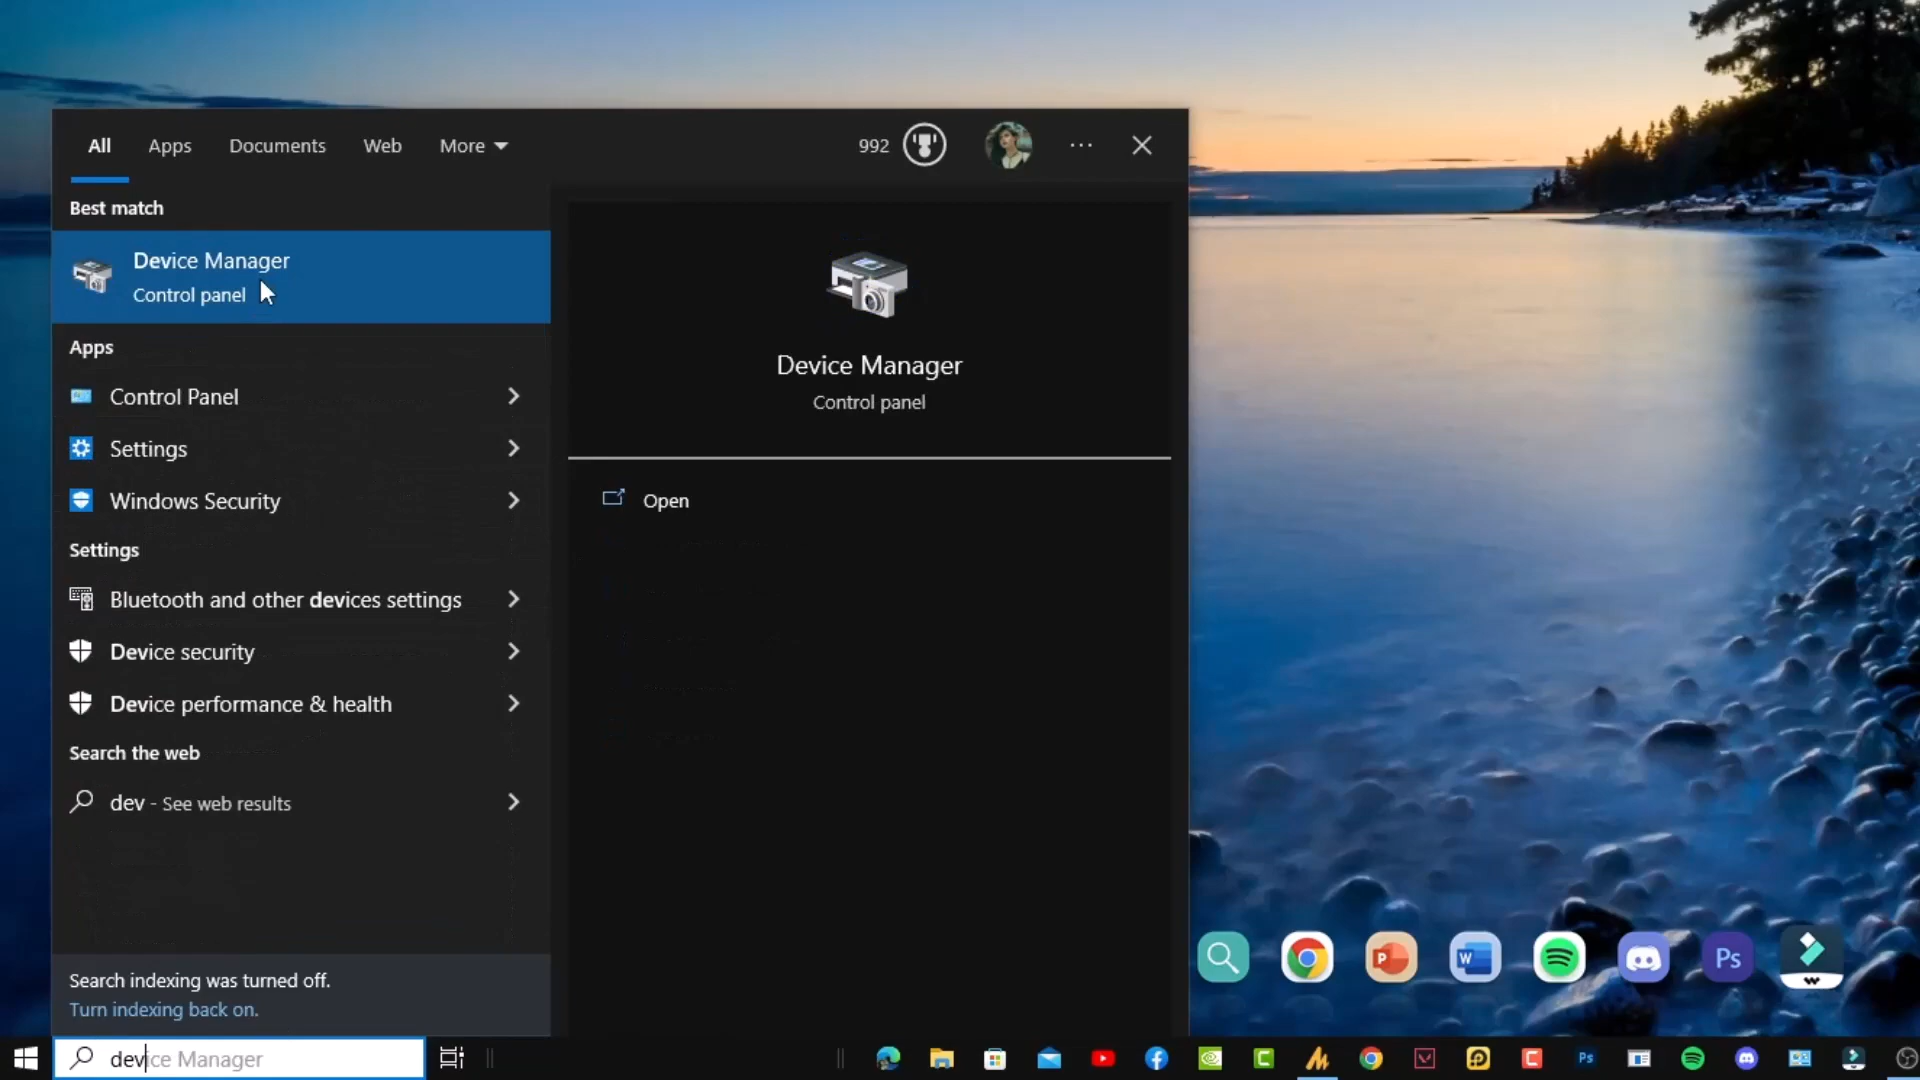 All Apps Documents Web More 992
Best match
Device Manager
Control panel
Apps
Control Panel
Settings
Windows Security
Settings
Bluetooth and other devices settings
Device security
Device performance & health
Search the web
dev - See web results
Search indexing was turned off.
Turn indexing back on.
device Manager
Device Manager
Control panel
Open
P
W
Ps
Ps